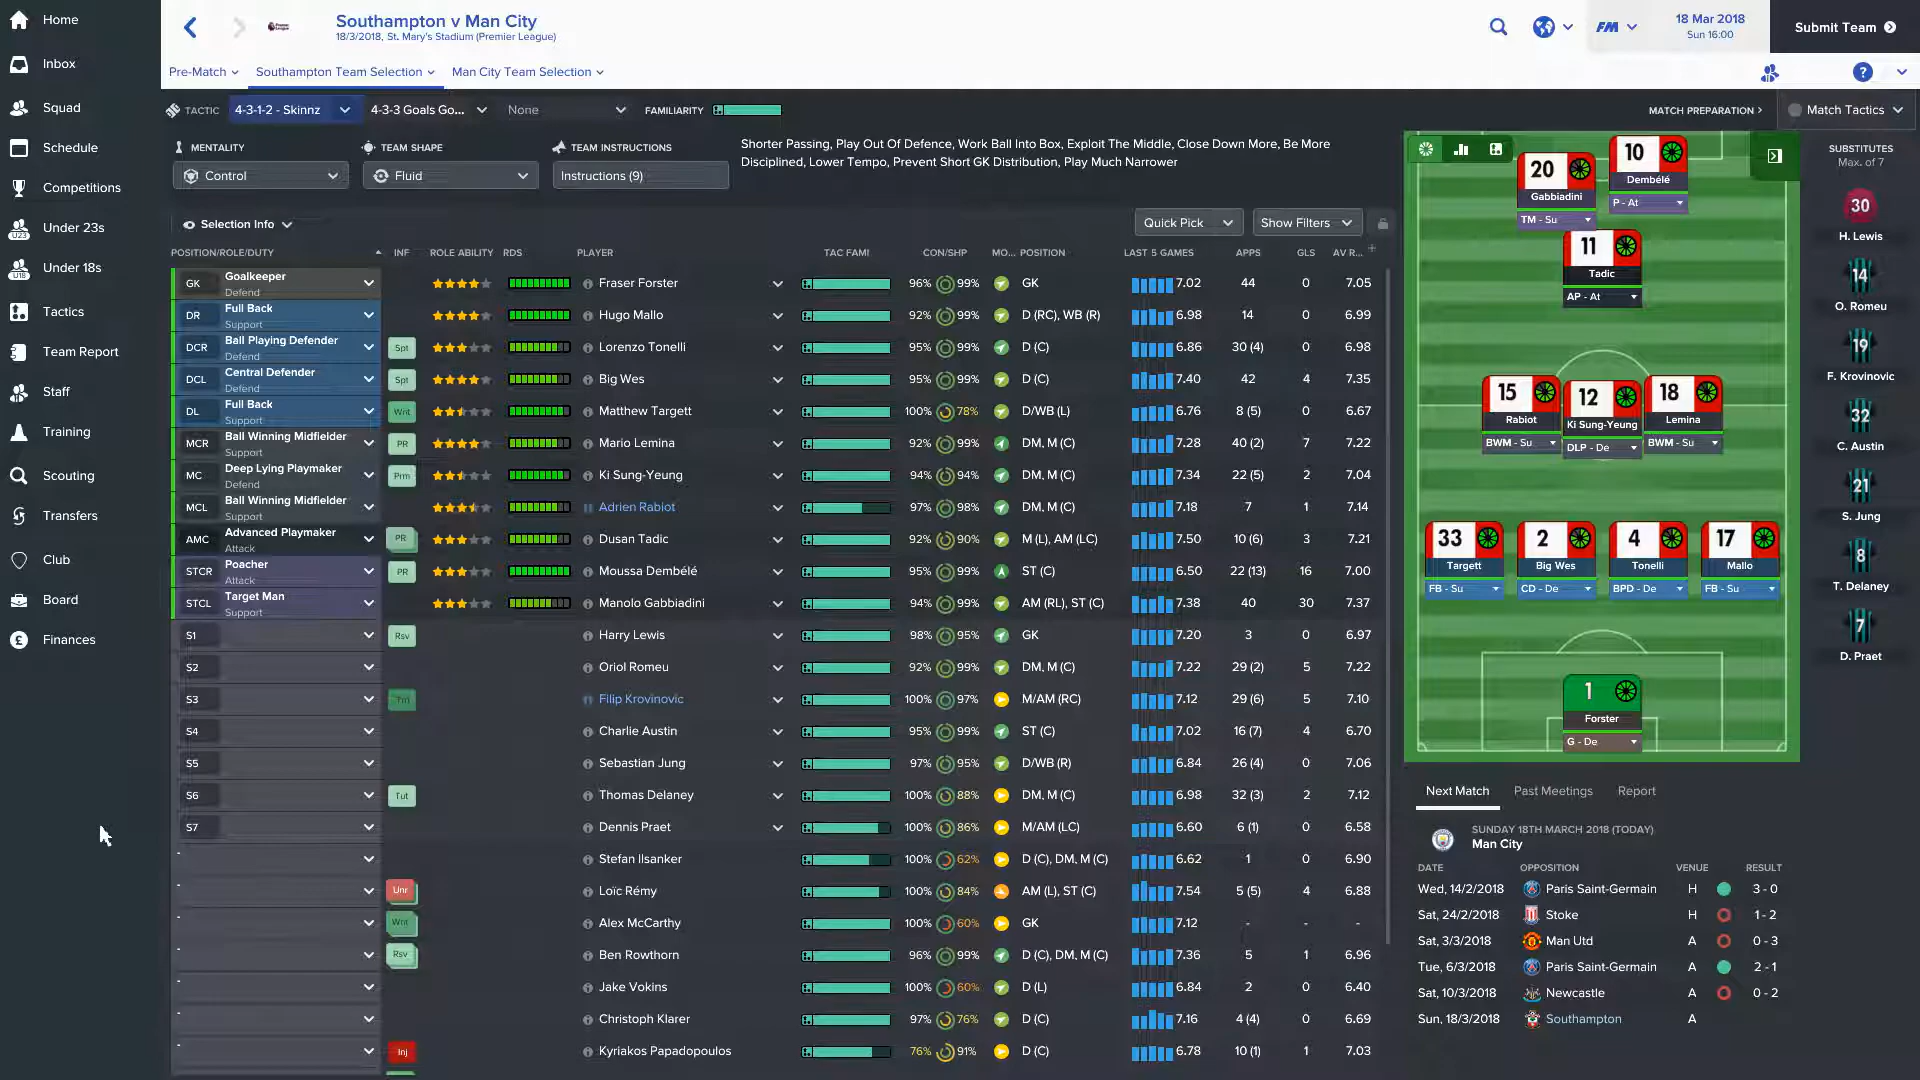 Home
Inbox
Squad
Schedule
Competitions
Under 23s
Under 18s
Tactics
Team Report
Staff
Training
Scouting
Transfers
Club
Board
Finances
Southampton v Man City
18/3/2018, St. Mary's Stadium (Premier League)
FM
18 Mar 2018
Sun 16:00
Submit Team
Pre-Match
Southampton Team Selection
Man City Team Selection
?
TACTIC 4-3-1-2 - Skinnz 4-3-3 Goals Go... None FAMILIARITY
MATCH PREPARATION >
Match Tactics
MENTALITY
Control
TEAM SHAPE
Fluid
TEAM INSTRUCTIONS
Instructions (9)
Shorter Passing, Play Out Of Defence, Work Ball Into Box, Exploit The Middle, Close Down More, Be More
Disciplined, Lower Tempo, Prevent Short GK Distribution, Play Much Narrower
Selection Info
Quick Pick
Show Filters
POSITION/ROLE/DUTY INF ROLE ABILITY RDS PLAYER TAC FAMI CON/SHP MO... POSITION LAST 5 GAMES APPS GLS AV R...
GK Goalkeeper Defend Fraser Forster 96% 99% GK 7.02 44 0 7.05
DR Full Back Support Hugo Mallo 92% 99% D (RC), WB (R) 6.98 14 0 6.99
DCR Ball Playing Defender Defend Spt Lorenzo Tonelli 95% 99% D (C) 6.86 30 (4) 0 6.98
DCL Central Defender Defend Spt Big Wes 95% 99% D (C) 7.40 42 4 7.35
DL Full Back Support Wnt Matthew Targett 100% 78% D/WB (L) 6.76 8 (5) 0 6.67
MCR Ball Winning Midfielder Support PR Mario Lemina 92% 99% DM, M (C) 7.28 40 (2) 7 7.22
MC Deep Lying Playmaker Defend Prm Ki Sung-Yeung 94% 94% DM, M (C) 7.34 22 (5) 2 7.04
MCL Ball Winning Midfielder Support Adrien Rabiot 97% 98% DM, M (C) 7.18 7 1 7.14
AMC Advanced Playmaker Attack PR Dusan Tadic 92% 90% M (L), AM (LC) 7.50 10 (6) 3 7.21
STCR Poacher Attack PR Moussa Dembélé 95% 99% ST (C) 6.50 22 (13) 16 7.00
STCL Target Man Support Manolo Gabbiadini 94% 99% AM (RL), ST (C) 7.38 40 30 7.37
S1 Rsv Harry Lewis 98% 95% GK 7.20 3 0 6.97
S2 Oriol Romeu 92% 99% DM, M (C) 7.22 29 (2) 5 7.22
S3 Filip Krovinovic 100% 97% M/AM (RC) 7.12 29 (6) 5 7.10
S4 Charlie Austin 95% 99% ST (C) 7.02 16 (7) 4 6.70
S5 Sebastian Jung 97% 95% D/WB (R) 6.84 26 (4) 0 7.06
S6 Tut Thomas Delaney 100% 88% DM, M (C) 6.98 32 (3) 2 7.12
S7 Dennis Praet 100% 86% M/AM (LC) 6.60 6 (1) 0 6.58
- Stefan Ilsanker 100% 62% D (C), DM, M (C) 6.62 1 0 6.90
- Unr Loïc Rémy 100% 84% AM (L), ST (C) 7.54 5 (5) 4 6.88
- Wnt Alex McCarthy 100% 60% GK 7.12 - - -
- Rsv Ben Rowthorn 96% 99% D (C), DM, M (C) 7.36 5 1 6.96
- Jake Vokins 100% 60% D (L) 6.84 2 0 6.40
- Christoph Klarer 97% 76% D (C) 7.16 4 (4) 0 6.69
- Inj Kyriakos Papadopoulos 76% 91% D (C) 6.78 10 (1) 1 7.03
20 Gabbiadini TM - Su
10 Dembélé P - At
11 Tadic AP - At
15 Rabiot BWM - Su
12 Ki Sung-Yeung DLP - De
18 Lemina BWM - Su
33 Targett FB - Su
2 Big Wes CD - De
4 Tonelli BPD - De
17 Mallo FB - Su
1 Forster G - De
SUBSTITUTES
Max. of 7
30
H. Lewis
14
O. Romeu
19
F. Krovinovic
32
C. Austin
21
S. Jung
8
T. Delaney
7
D. Praet
Next Match Past Meetings Report
SUNDAY 18TH MARCH 2018 (TODAY)
Man City
DATE OPPOSITION VENUE RESULT
Wed, 14/2/2018 Paris Saint-Germain H 3 - 0
Sat, 24/2/2018 Stoke H 1 - 2
Sat, 3/3/2018 Man Utd A 0 - 3
Tue, 6/3/2018 Paris Saint-Germain A 2 - 1
Sat, 10/3/2018 Newcastle A 0 - 2
Sun, 18/3/2018 Southampton A